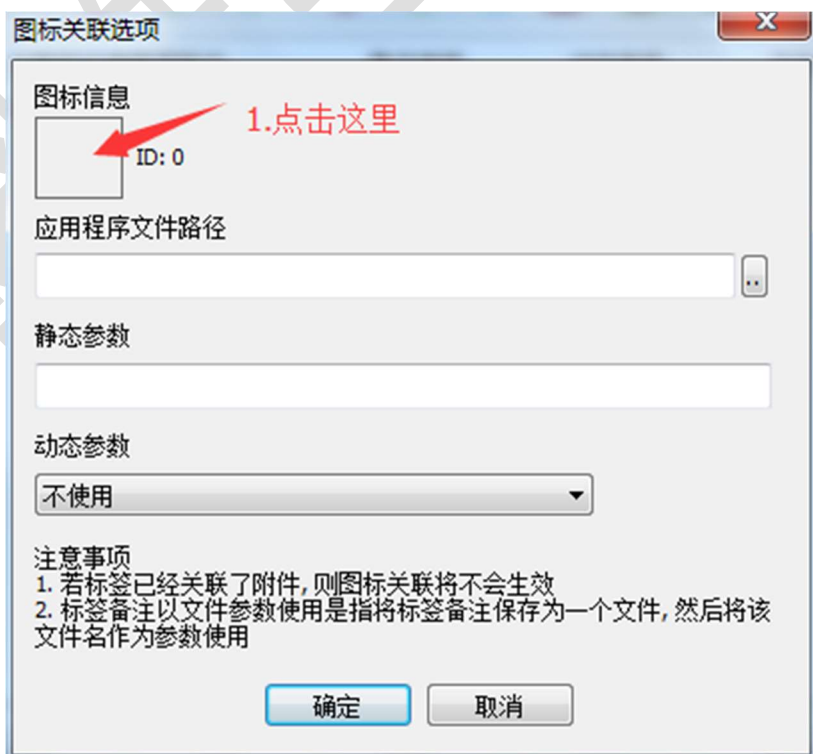 图标关联选项
图标信息
1.点击这里
ID: 0
应用程序文件路径
..
静态参数
动态参数
不使用
注意事项
1. 若标签已经关联了附件, 则图标关联将不会生效
2. 标签备注以文件参数使用是指将标签备注保存为一个文件, 然后将该
文件名作为参数使用
确定
取消